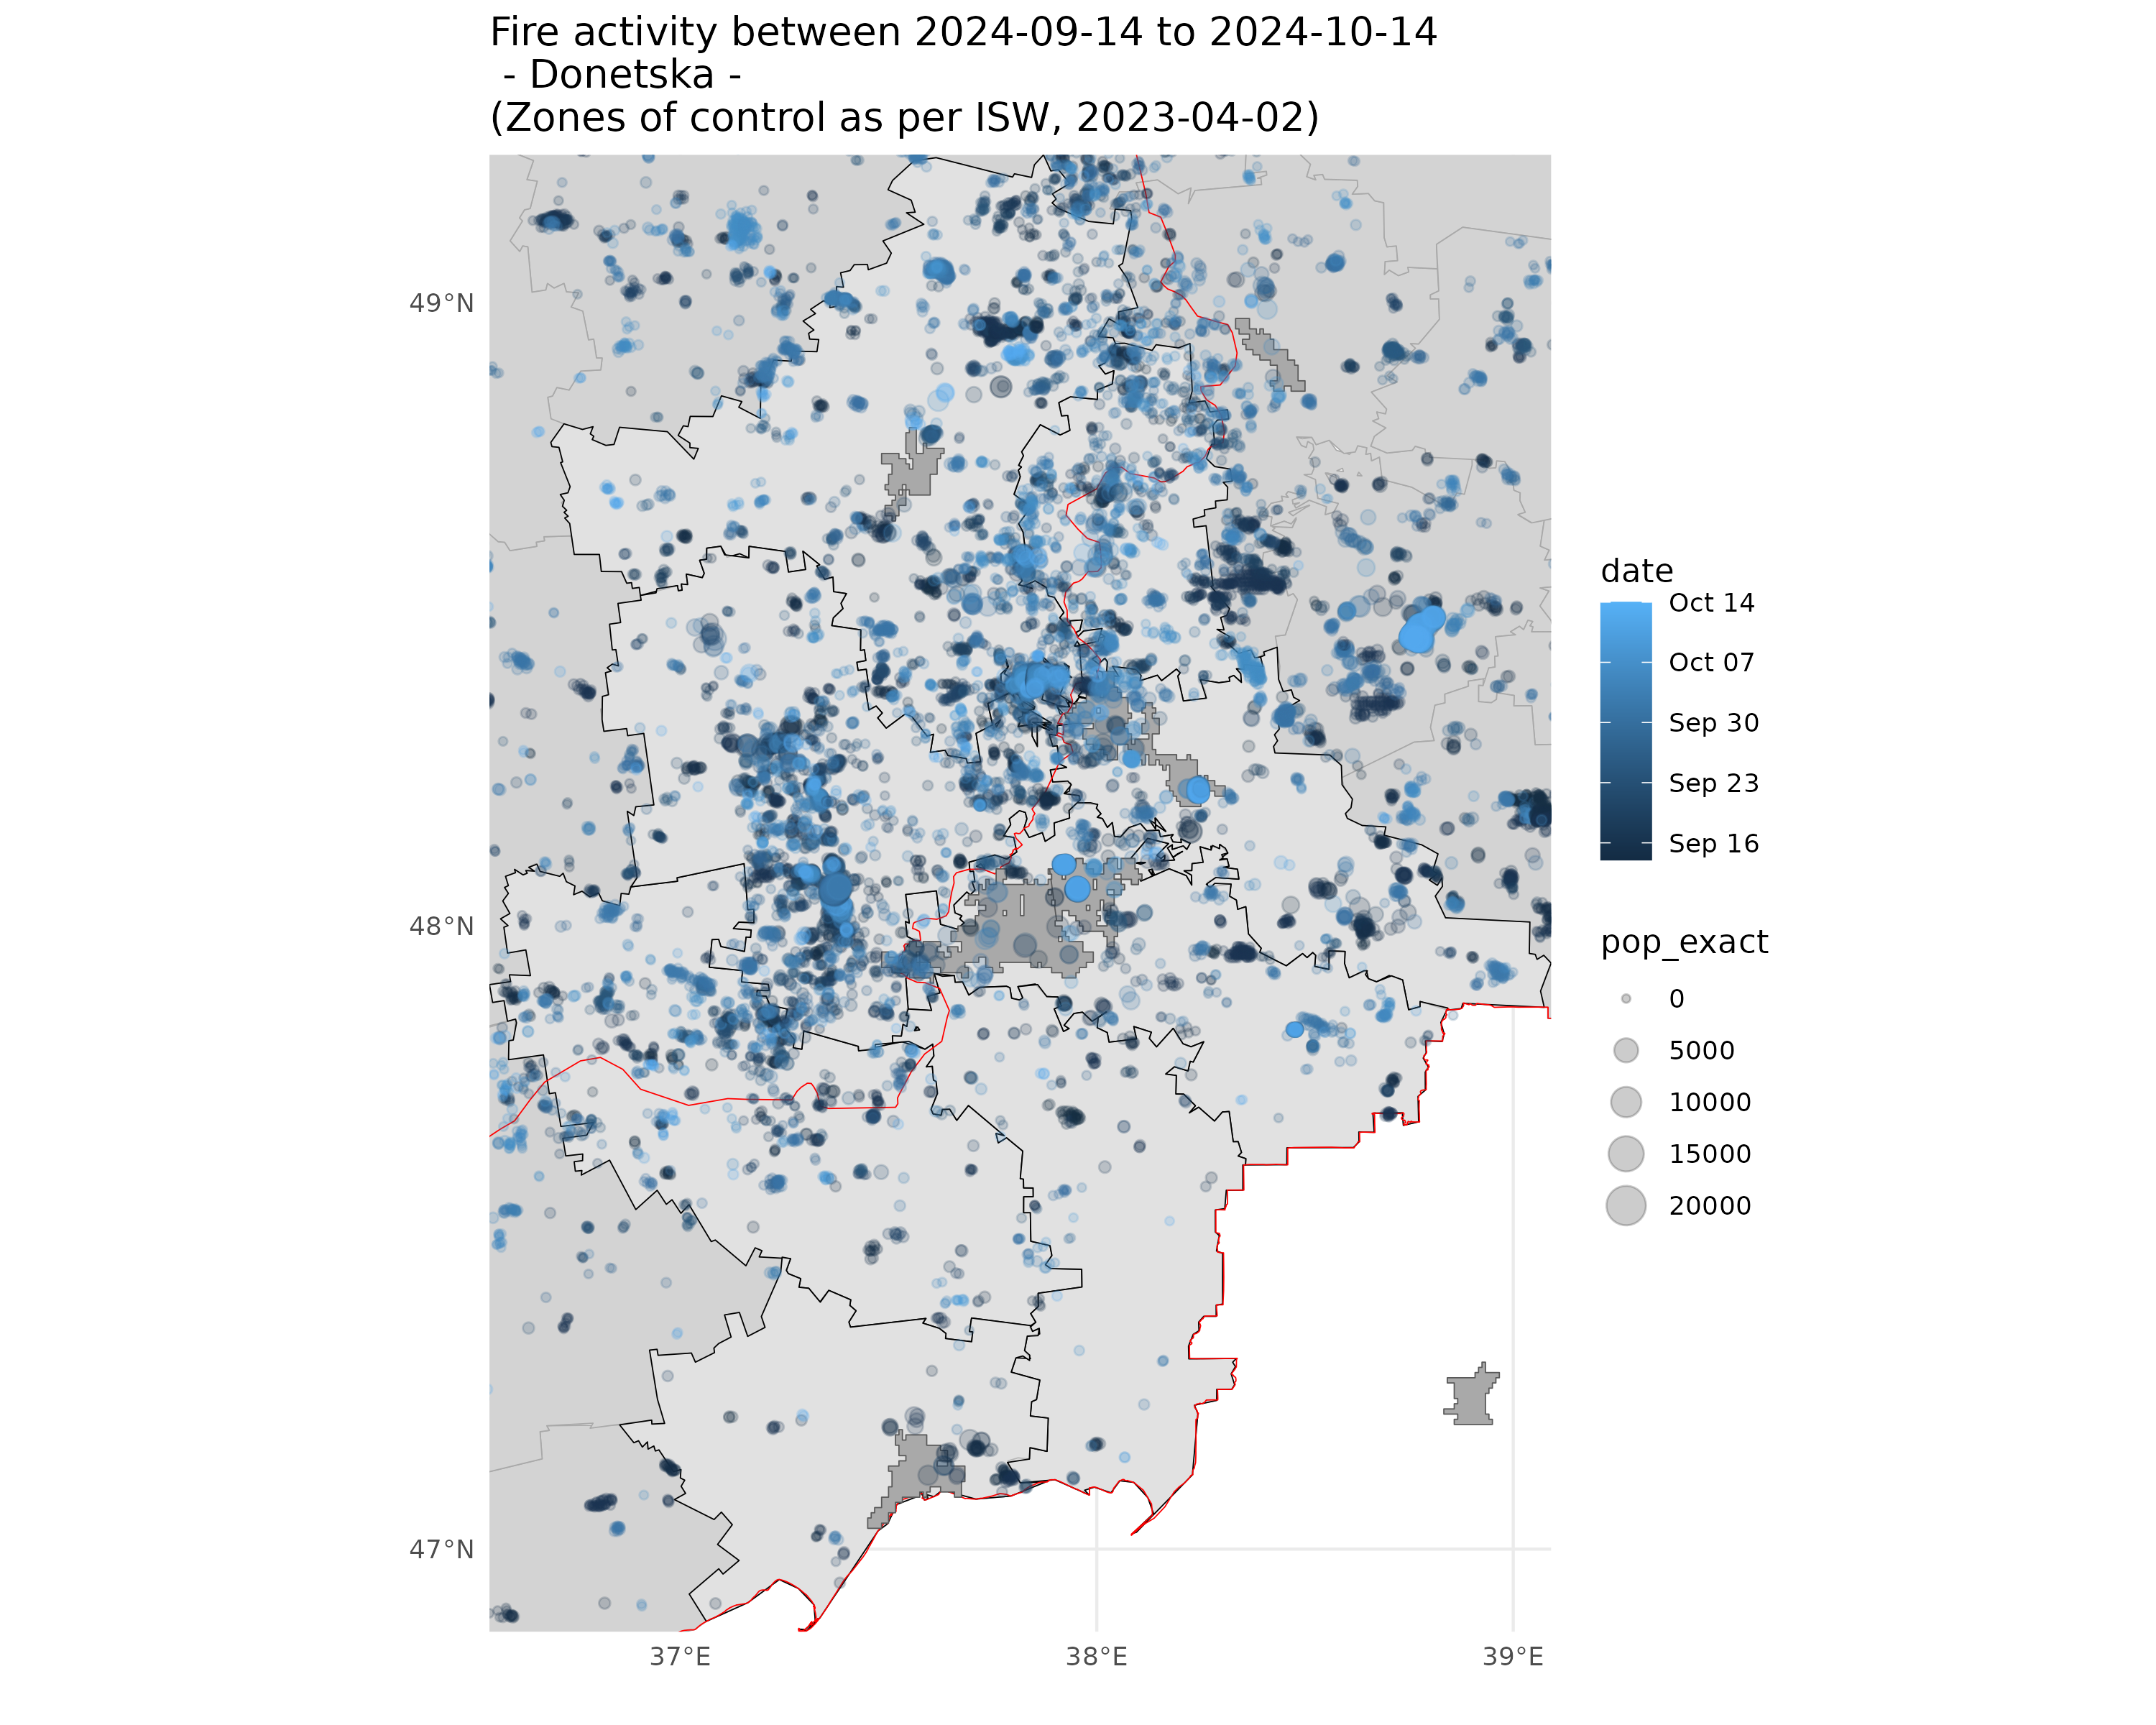 Fire activity between 2024-09-14 to 2024-10-14
- Donetska -
(Zones of control as per ISW, 2023-04-02)
49°N
48°N
47°N
37°E
38°E
39°E
date
Oct 14
Oct 07
Sep 30
Sep 23
Sep 16
pop_exact
0
5000
10000
15000
20000